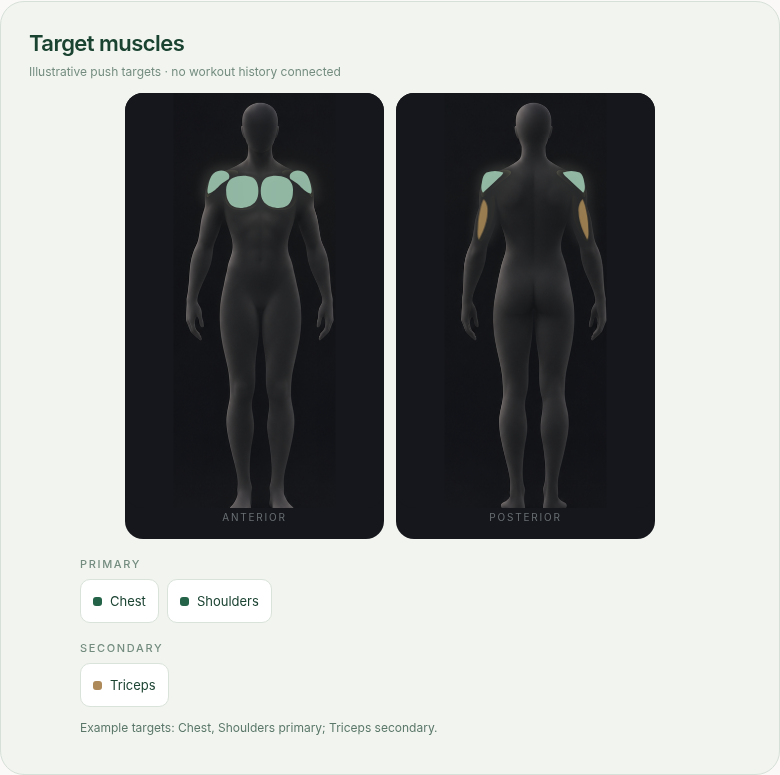 Target muscles
Illustrative push targets · no workout history connected
ANTERIOR
POSTERIOR
PRIMARY
Chest
Shoulders
SECONDARY
Triceps
Example targets: Chest, Shoulders primary; Triceps secondary.